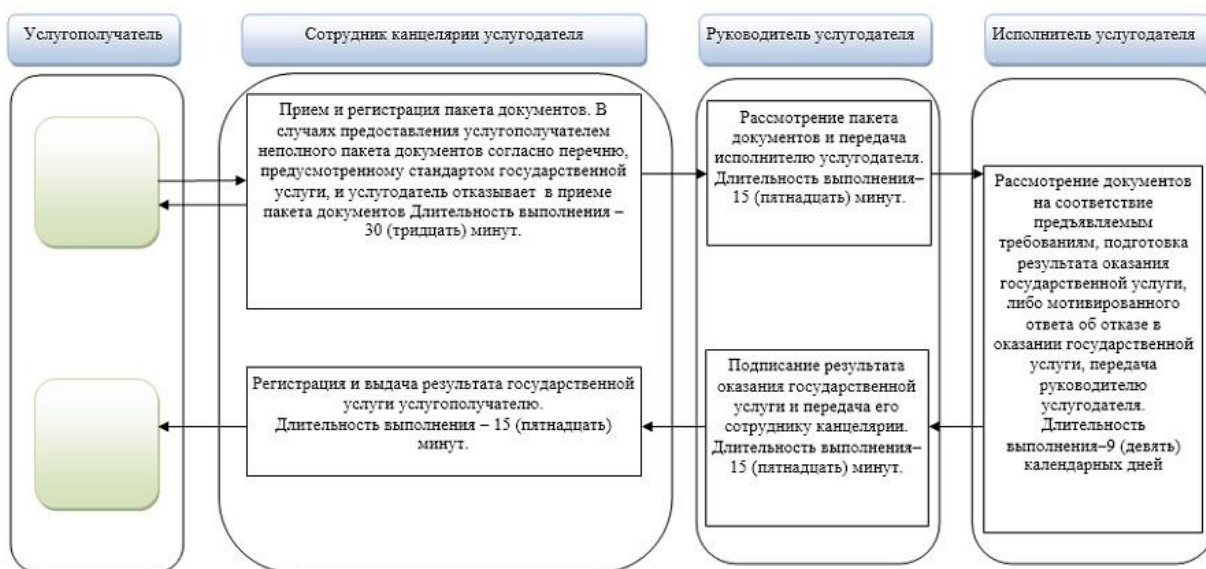 Услугополучатель
Сотрудник канцелярии услугодателя
Руководитель услугодателя
Исполнитель услугодателя
Прием и регистрация пакета документов. В
случаях предоставления услугополучателем
неполного пакета документов согласно перечню,
предусмотренному стандартом государственной
услуги, и услугодатель отказывает в приеме
пакета документов Длительность выполнения –
30 (тридцать) минут.
Рассмотрение пакета
документов и передача
исполнителю услугодателя.
Длительность выполнения–
15 (пятнадцать) минут.
Рассмотрение документов
на соответствие
предъявляемым
требованиям, подготовка
результата оказания
государственной услуги,
либо мотивированного
ответа об отказе в
оказании государственной
услуги, передача
руководителю
услугодателя.
Длительность
выполнения–9 (девять)
календарных дней
Подписание результата
оказания государственной
услуги и передача его
сотруднику канцелярии.
Длительность выполнения–
15 (пятнадцать) минут.
Регистрация и выдача результата государственной
услуги услугополучателю.
Длительность выполнения – 15 (пятнадцать)
минут.